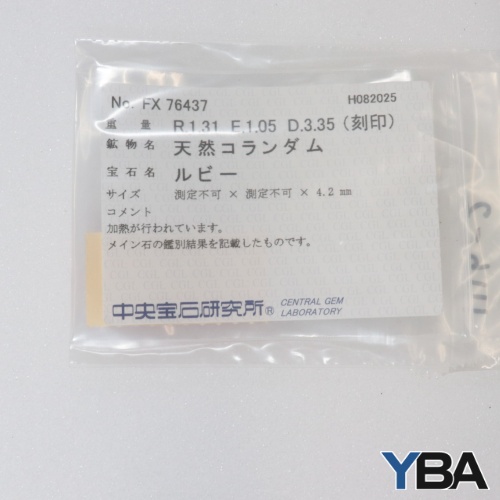 No. FX 76437 H082025
重 量 R1.31 E.1.05 D.3.35 (刻印)
鉱物名 天然コランダム
宝石名 ルビー
サイズ 測定不可 × 測定不可 × 4.2 mm
コメント
加熱が行われています。
メイン石の鑑別結果を記載したものです。
中央宝石研究所® CENTRAL GEM
LABORATORY
YBA